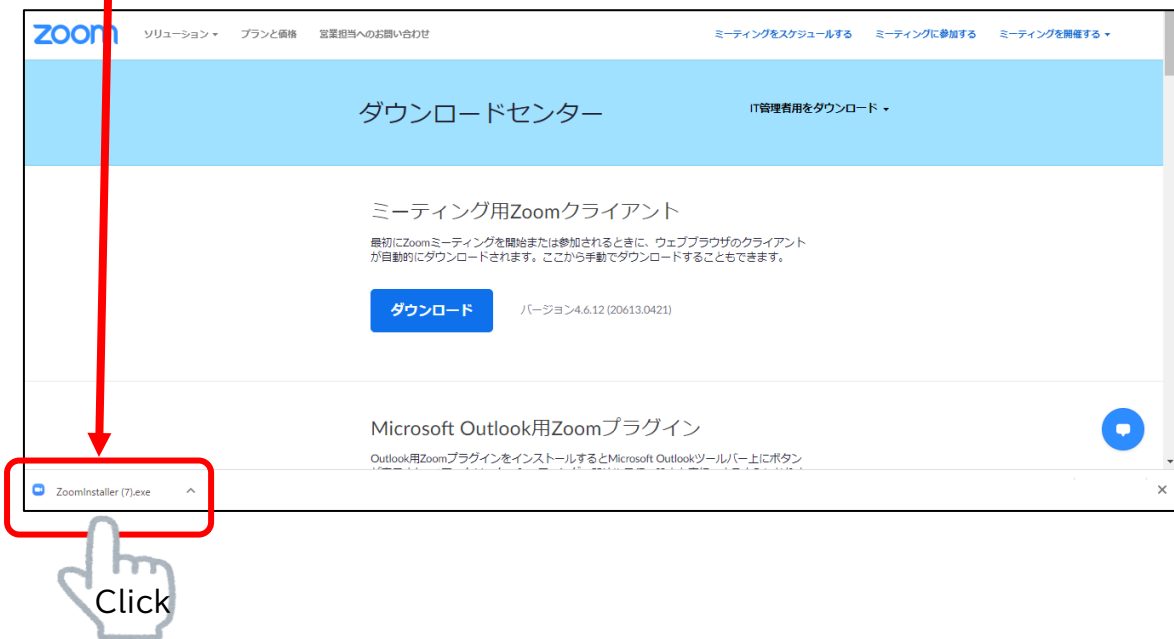 zoom ソリューション プランと価格 営業担当へのお問い合わせ ミーティングをスケジュールする ミーティングに参加する ミーティングを開催する
ダウンロードセンター IT管理者用をダウンロード
ミーティング用Zoomクライアント
最初にZoomミーティングを開始または参加されるときに、ウェブブラウザのクライアント
が自動的にダウンロードされます。ここから手動でダウンロードすることもできます。
ダウンロード バージョン4.6.12 (20613.0421)
Microsoft Outlook用Zoomプラグイン
Outlook用ZoomプラグインをインストールするとMicrosoft Outlookツールバー上にボタン
ZoomInstaller (7).exe
Click